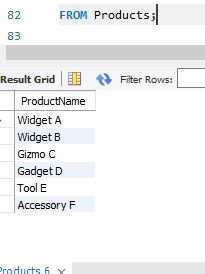 82 FROM Products;
83
Result Grid Filter Rows:
ProductName
Widget A
Widget B
Gizmo C
Gadget D
Tool E
Accessory F
Products 6 ×